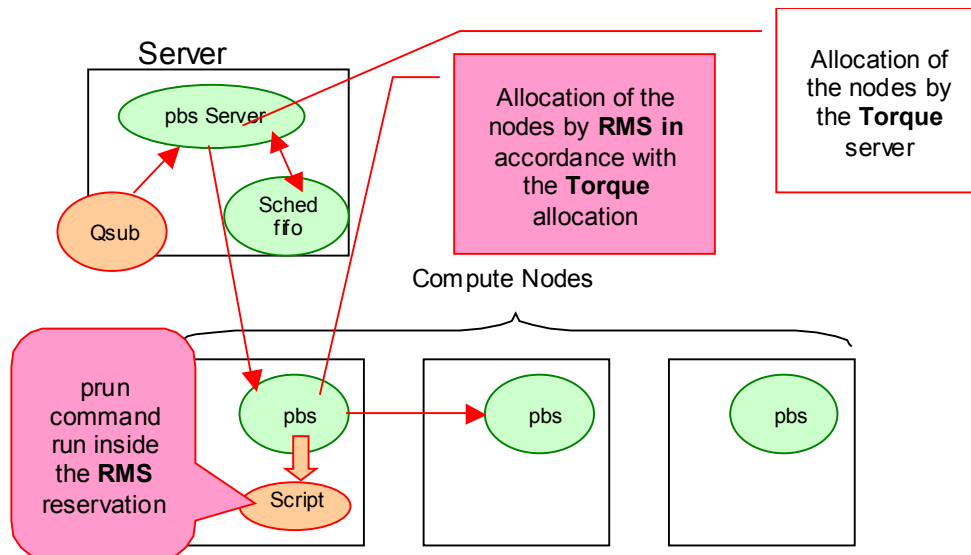 Server
pbs Server
Sched
fifo
Qsub
Allocation of the
nodes by RMS in
accordance with
the Torque
allocation
Allocation of
the nodes by
the Torque
server
Compute Nodes
prun
command
run inside
the RMS
reservation
pbs
Script
pbs
pbs